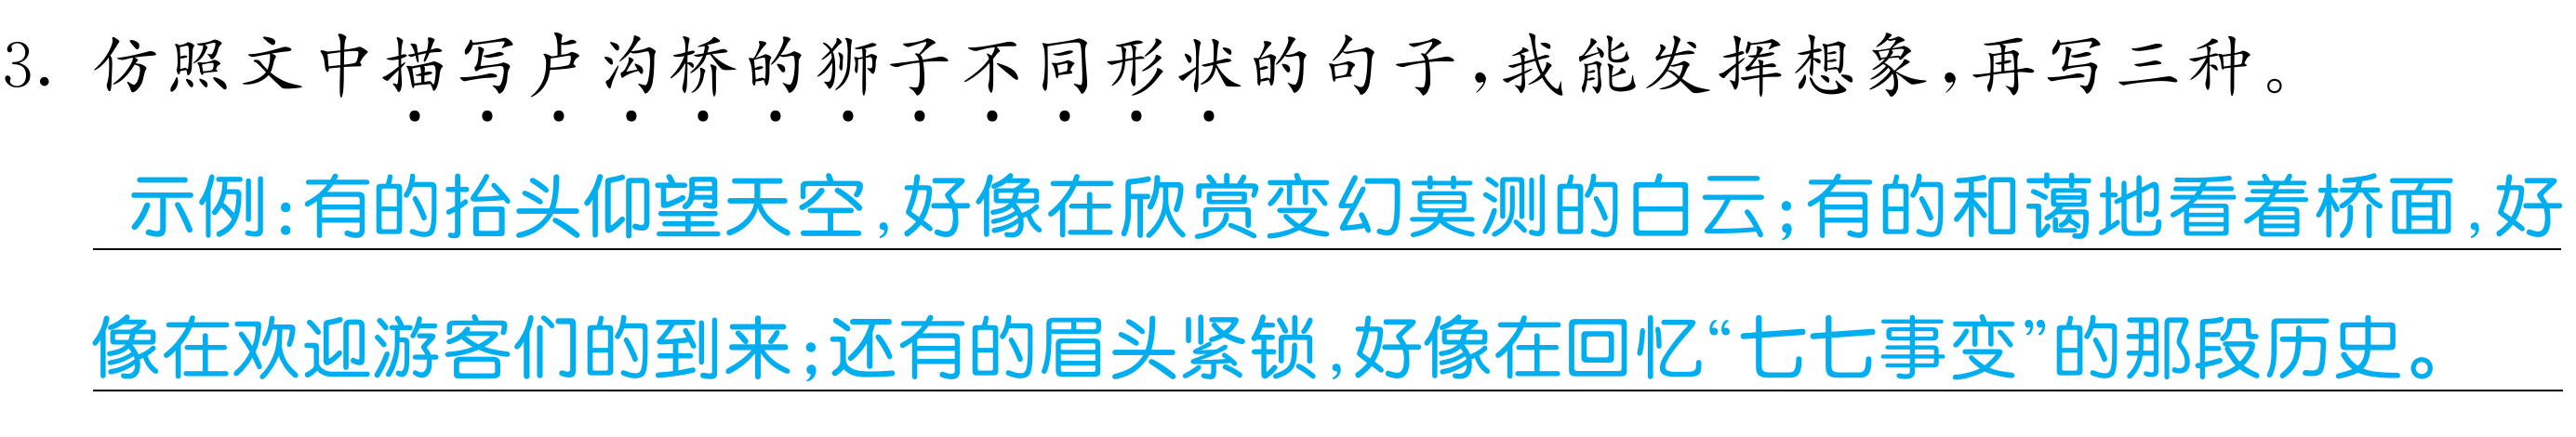 3. 仿照文中描写卢沟桥的狮子不同形状的句子,我能发挥想象,再写三种。
示例:有的抬头仰望天空,好像在欣赏变幻莫测的白云;有的和蔼地看着桥面,好
像在欢迎游客们的到来;还有的眉头紧锁,好像在回忆“七七事变”的那段历史。